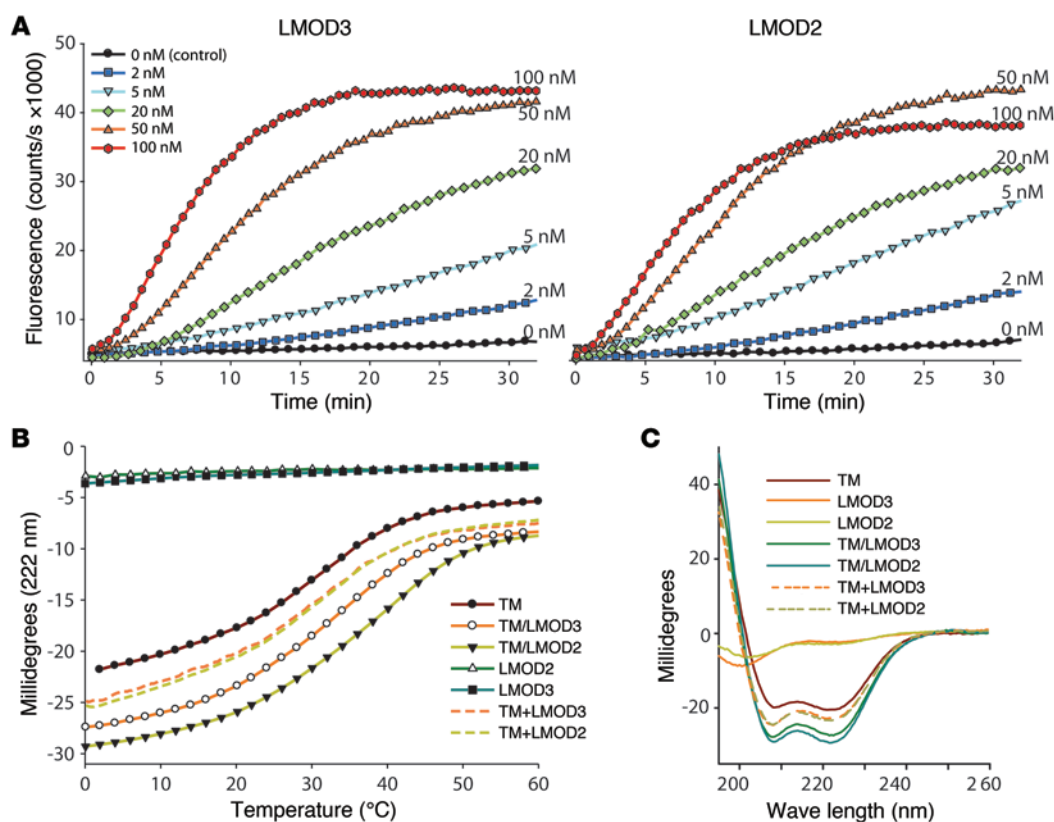 A
LMOD3
LMOD2
Fluorescence (counts/s ×1000)
50
40
30
20
10
0 nM (control)
2 nM
5 nM
20 nM
50 nM
100 nM
100 nM
50 nM
20 nM
5 nM
2 nM
0 nM
0 5 10 15 20 25 30
Time (min)
50 nM
100 nM
20 nM
5 nM
2 nM
0 nM
0 5 10 15 20 25 30
Time (min)
B
Millidegrees (222 nm)
0
-5
-10
-15
-20
-25
-30
TM
TM/LMOD3
TM/LMOD2
LMOD2
LMOD3
TM+LMOD3
TM+LMOD2
0 10 20 30 40 50 60
Temperature (°C)
C
Millidegrees
40
20
0
-20
TM
LMOD3
LMOD2
TM/LMOD3
TM/LMOD2
TM+LMOD3
TM+LMOD2
200 220 240 2 60
Wave length (nm)